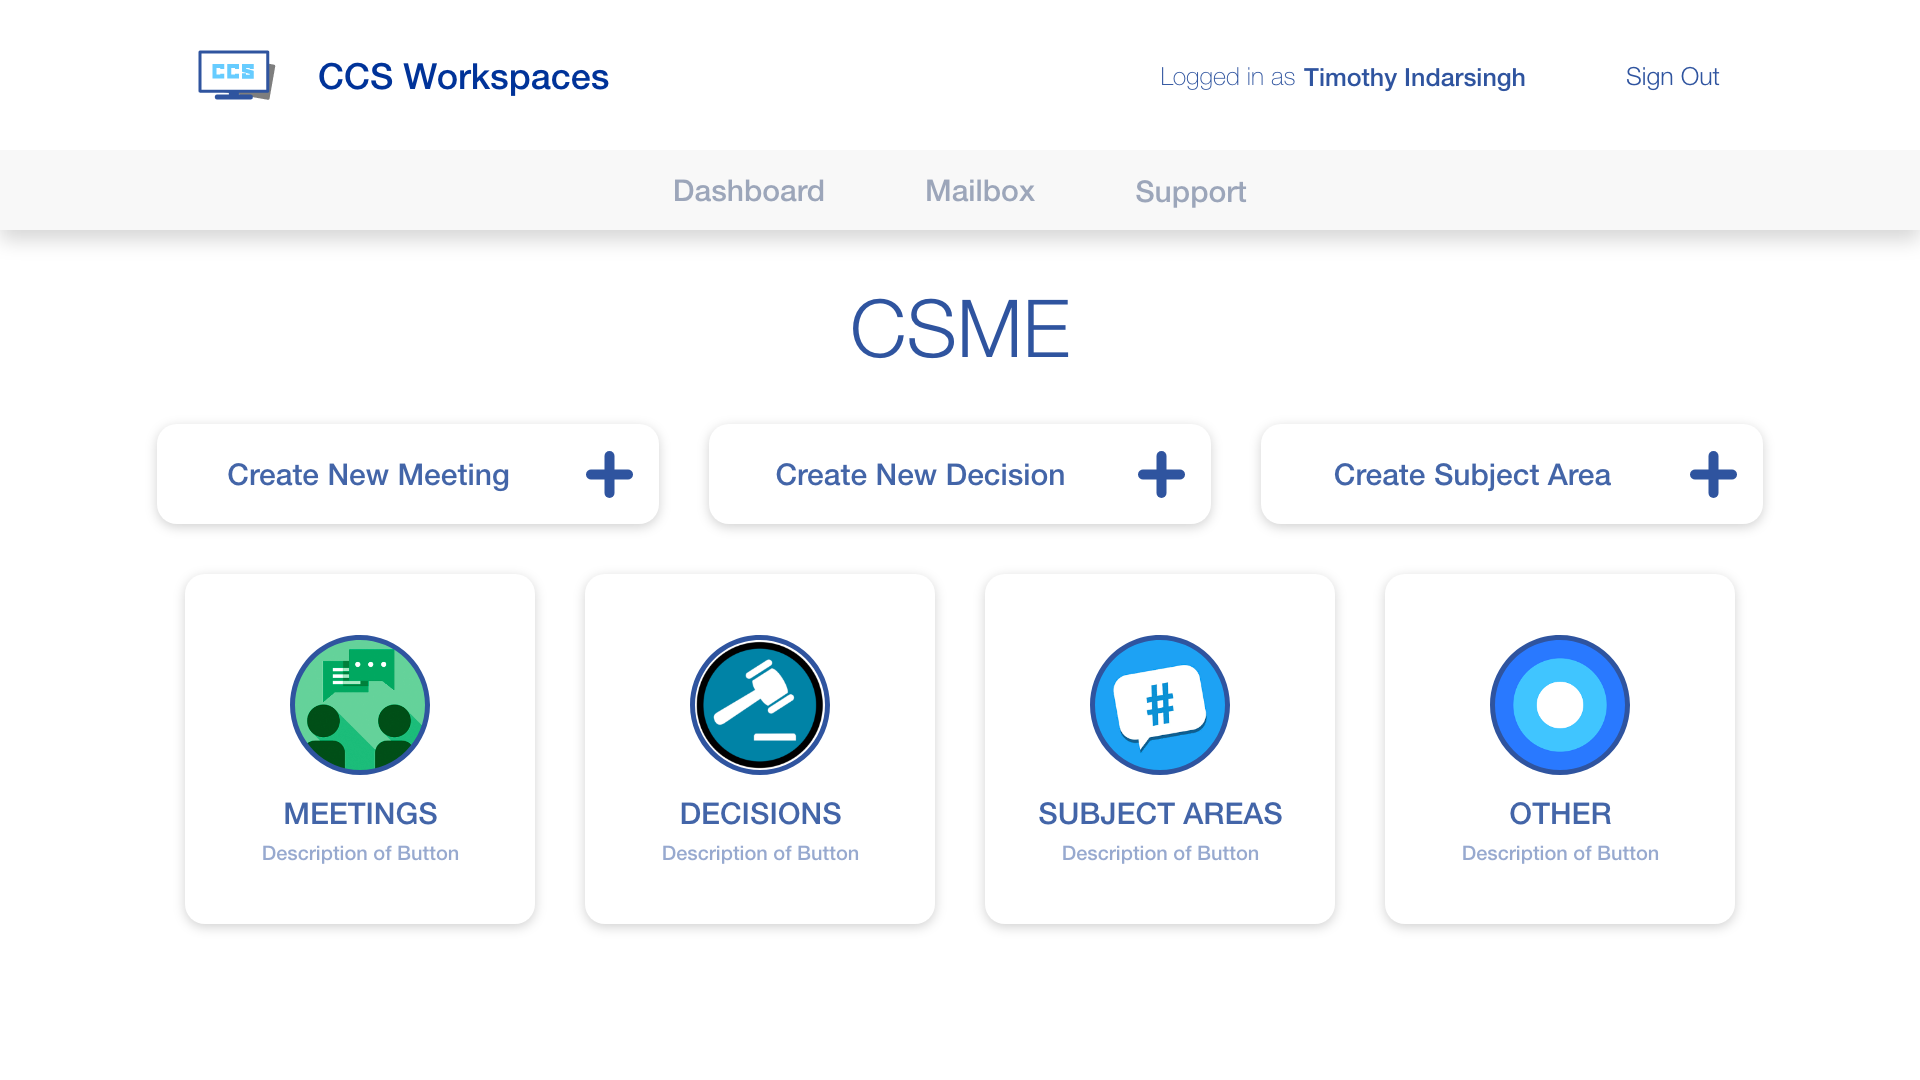 CCS
CCS Workspaces
Logged in as Timothy Indarsingh
Sign Out
Dashboard
Mailbox
Support
CSME
Create New Meeting
Create New Decision
Create Subject Area
MEETINGS
Description of Button
DECISIONS
Description of Button
#
SUBJECT AREAS
Description of Button
OTHER
Description of Button